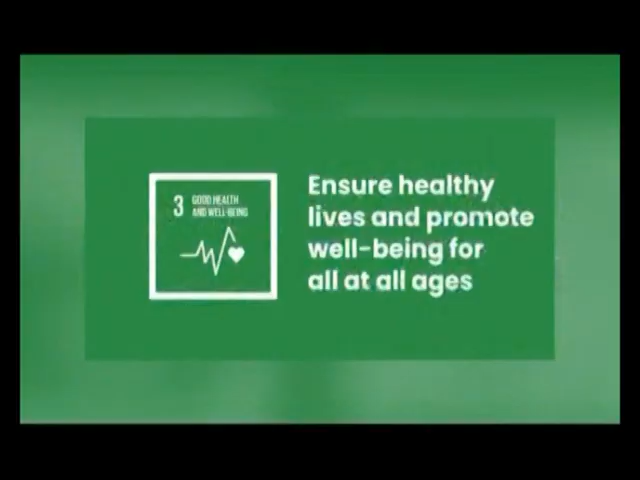 3 GOOD HEALTH
AND WELL-BEING
Ensure healthy
lives and promote
well-being for
all at all ages